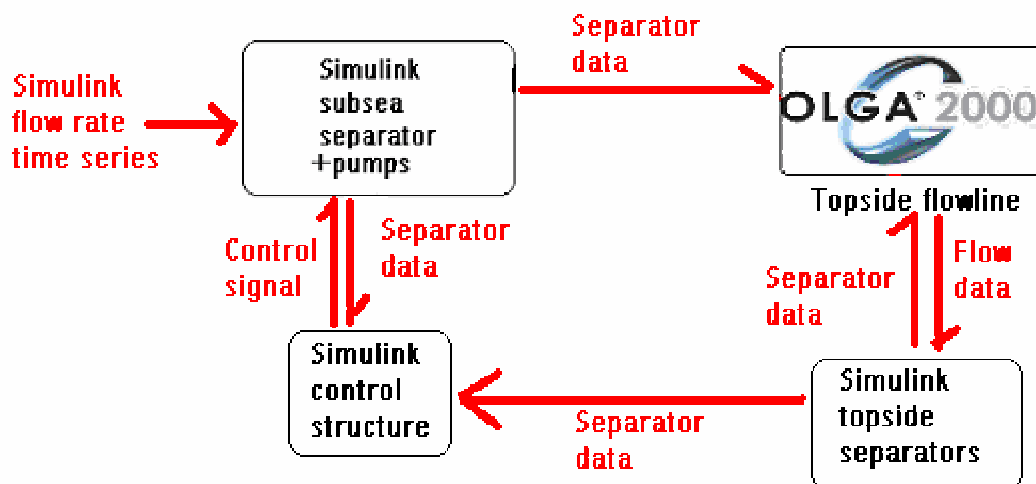 Simulink
flow rate
time series
Simulink
subsea
separator
+pumps
Separator
data
OLGA® 2000
Topside flowline
Control
signal
Separator
data
Separator
data
Flow
data
Simulink
control
structure
Separator
data
Simulink
topside
separators